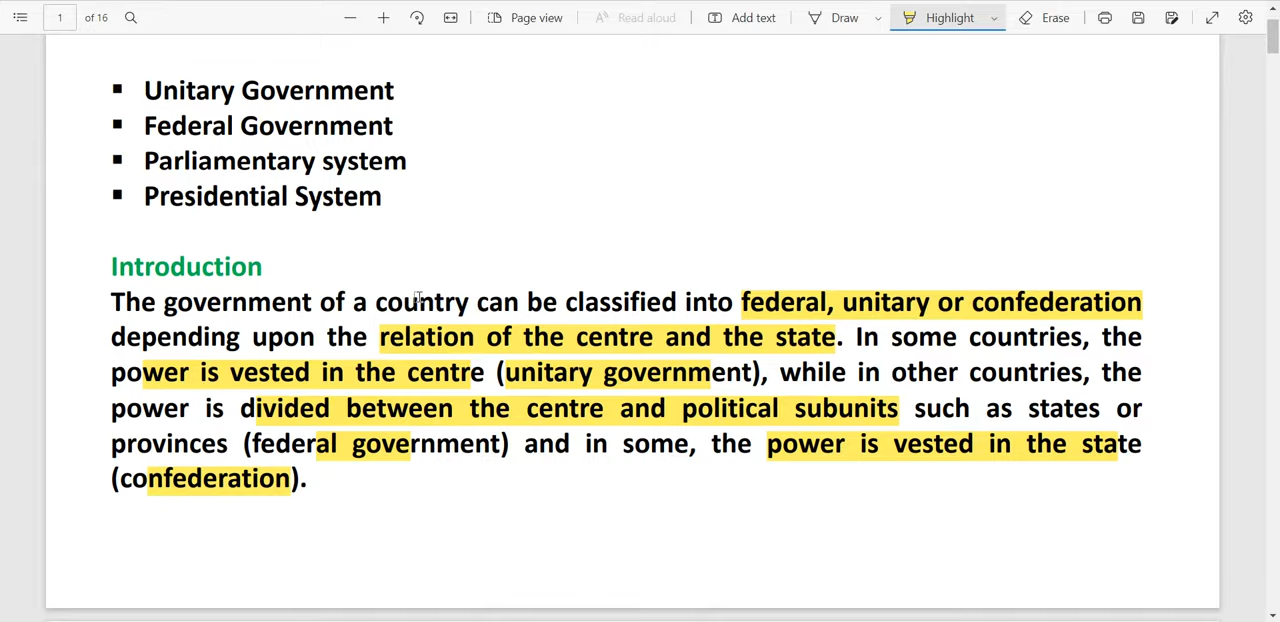 1 of 16 Page view Read aloud Add text Draw Highlight Erase
▪ Unitary Government
▪ Federal Government
▪ Parliamentary system
▪ Presidential System
Introduction
The government of a country can be classified into federal, unitary or confederation
depending upon the relation of the centre and the state. In some countries, the
power is vested in the centre (unitary government), while in other countries, the
power is divided between the centre and political subunits such as states or
provinces (federal government) and in some, the power is vested in the state
(confederation).